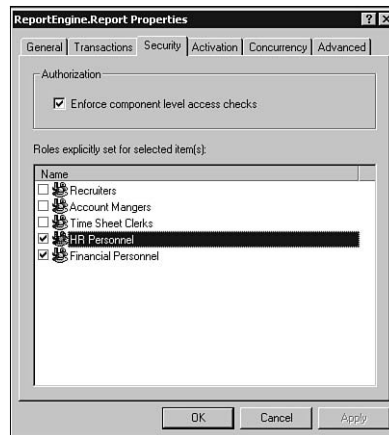 ReportEngine.Report Properties
General Transactions Security Activation Concurrency Advanced
Authorization
Enforce component level access checks
Roles explicitly set for selected item(s):
Name
Recruiters
Account Mangers
Time Sheet Clerks
HR Personnel
Financial Personnel
OK Cancel Apply